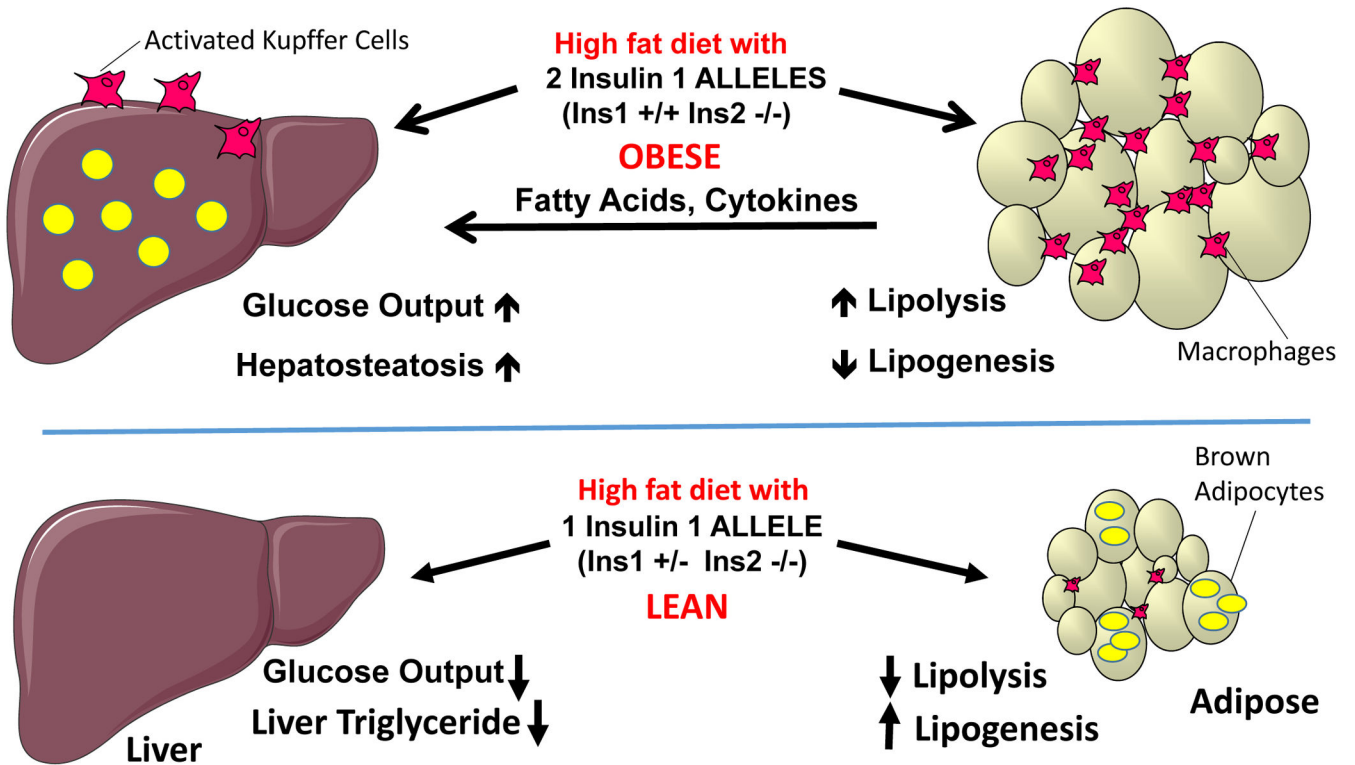 Activated Kupffer Cells
High fat diet with
2 Insulin 1 ALLELES
(Ins1 +/+ Ins2 -/-)
OBESE
Fatty Acids, Cytokines
Glucose Output
Hepatosteatosis
Lipolysis
Lipogenesis
Macrophages
High fat diet with
1 Insulin 1 ALLELE
(Ins1 +/- Ins2 -/-)
LEAN
Brown
Adipocytes
Glucose Output
Liver Triglyceride
Liver
Lipolysis
Lipogenesis
Adipose